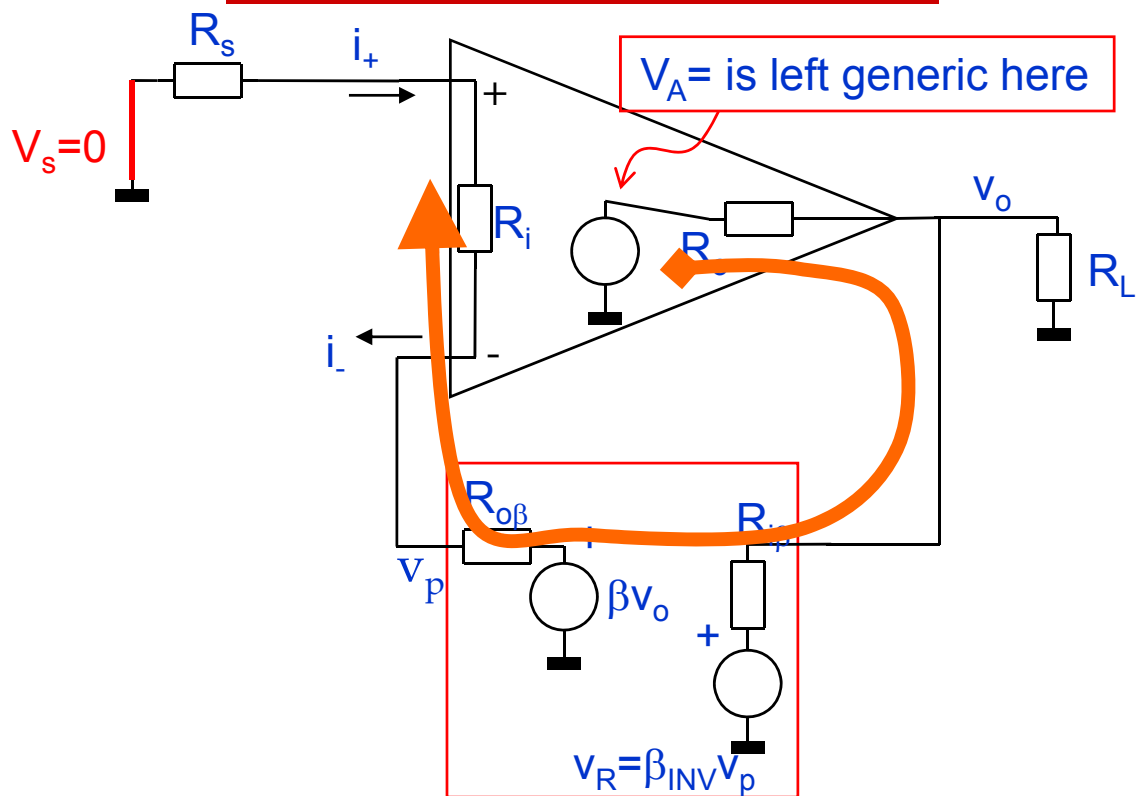 Rs
i+
VA= is left generic here
+
Vs=0
vo
Ri
RL
i-
-
Roβ
vp
βvo
+
vR=βINVvp